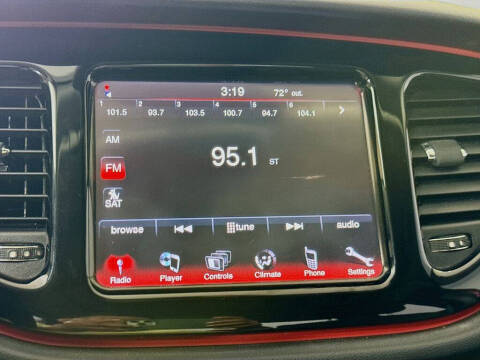 3:19 72° out.
1 2 3 4 5 6
101.5 93.7 103.5 100.7 94.7 104.1
AM
95.1 ST
FM
SAT
browse tune audio
Radio Player Controls Climate Phone Settings